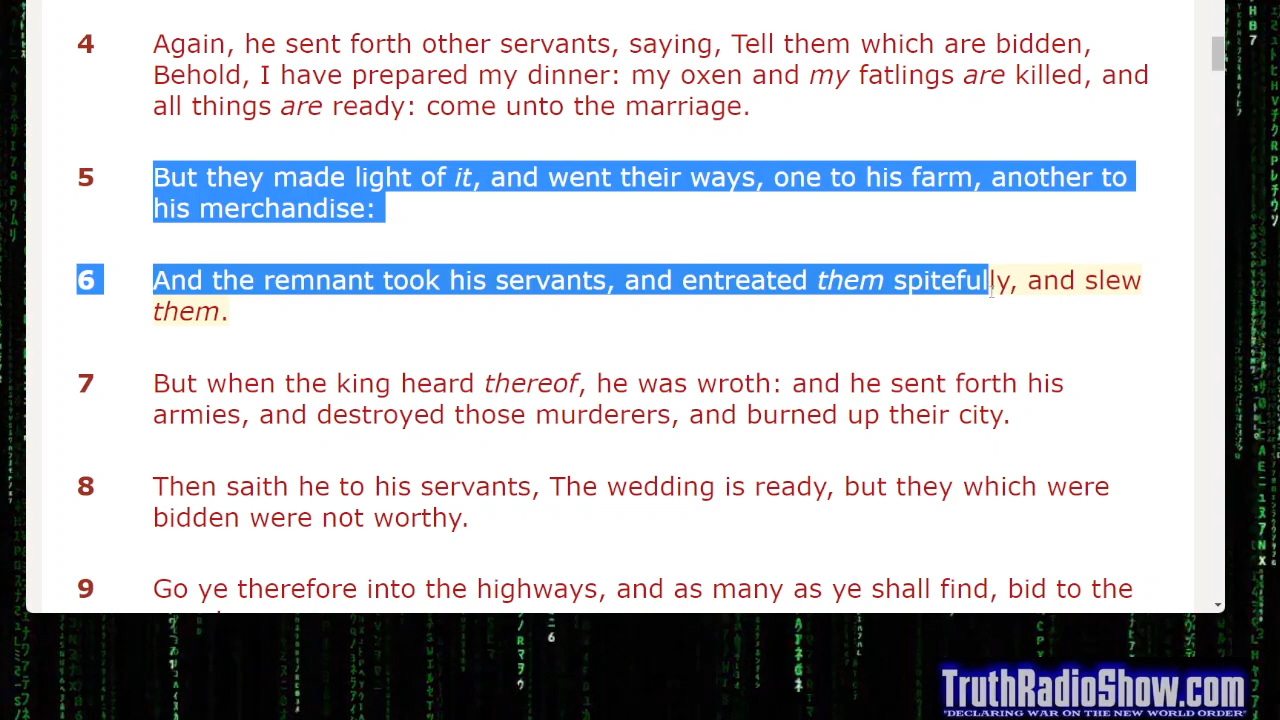 4 Again, he sent forth other servants, saying, Tell them which are bidden,
Behold, I have prepared my dinner: my oxen and my fatlings are killed, and
all things are ready: come unto the marriage.
5 But they made light of it, and went their ways, one to his farm, another to
his merchandise:
6 And the remnant took his servants, and entreated them spitefully, and slew
them.
7 But when the king heard thereof, he was wroth: and he sent forth his
armies, and destroyed those murderers, and burned up their city.
8 Then saith he to his servants, The wedding is ready, but they which were
bidden were not worthy.
9 Go ye therefore into the highways, and as many as ye shall find, bid to the
TruthRadioShow.com
"DECLARING WAR ON THE NEW WORLD ORDER"